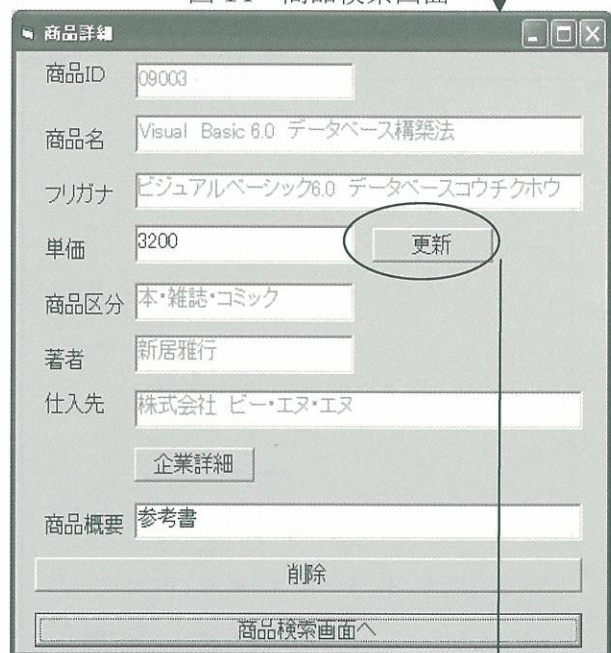 商品詳細
商品ID 09003
商品名 Visual Basic 6.0 データベース構築法
フリガナ ビジュアルベーシック6.0 データベースコウチクホウ
単価 3200 更新
商品区分 本・雑誌・コミック
著者 新居雅行
仕入先 株式会社 ビー・エヌ・エヌ
企業詳細
商品概要 参考書
削除
商品検索画面へ